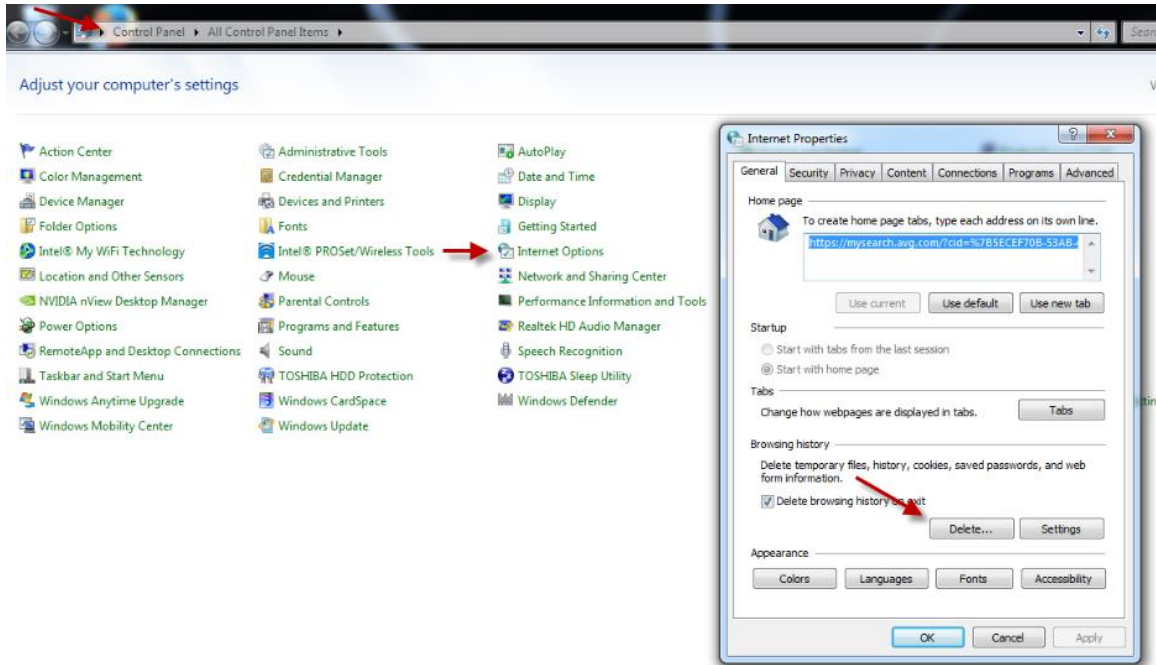 Control Panel ▸ All Control Panel Items ▸
Adjust your computer's settings
Action Center
Administrative Tools
AutoPlay
Color Management
Credential Manager
Date and Time
Device Manager
Devices and Printers
Display
Folder Options
Fonts
Getting Started
Intel® My WiFi Technology
Intel® PROSet/Wireless Tools
Internet Options
Location and Other Sensors
Mouse
Network and Sharing Center
NVIDIA nView Desktop Manager
Parental Controls
Performance Information and Tools
Power Options
Programs and Features
Realtek HD Audio Manager
RemoteApp and Desktop Connections
Sound
Speech Recognition
Taskbar and Start Menu
TOSHIBA HDD Protection
TOSHIBA Sleep Utility
Windows Anytime Upgrade
Windows CardSpace
Windows Defender
Windows Mobility Center
Windows Update
Internet Properties
General Security Privacy Content Connections Programs Advanced
Home page
To create home page tabs, type each address on its own line.
https://mysearch.avg.com/?cid=%7B5ECEF70B-53AB-
Use current Use default Use new tab
Startup
Start with tabs from the last session
Start with home page
Tabs
Change how webpages are displayed in tabs. Tabs
Browsing history
Delete temporary files, history, cookies, saved passwords, and web
form information.
Delete browsing history on exit
Delete... Settings
Appearance
Colors Languages Fonts Accessibility
OK Cancel Apply